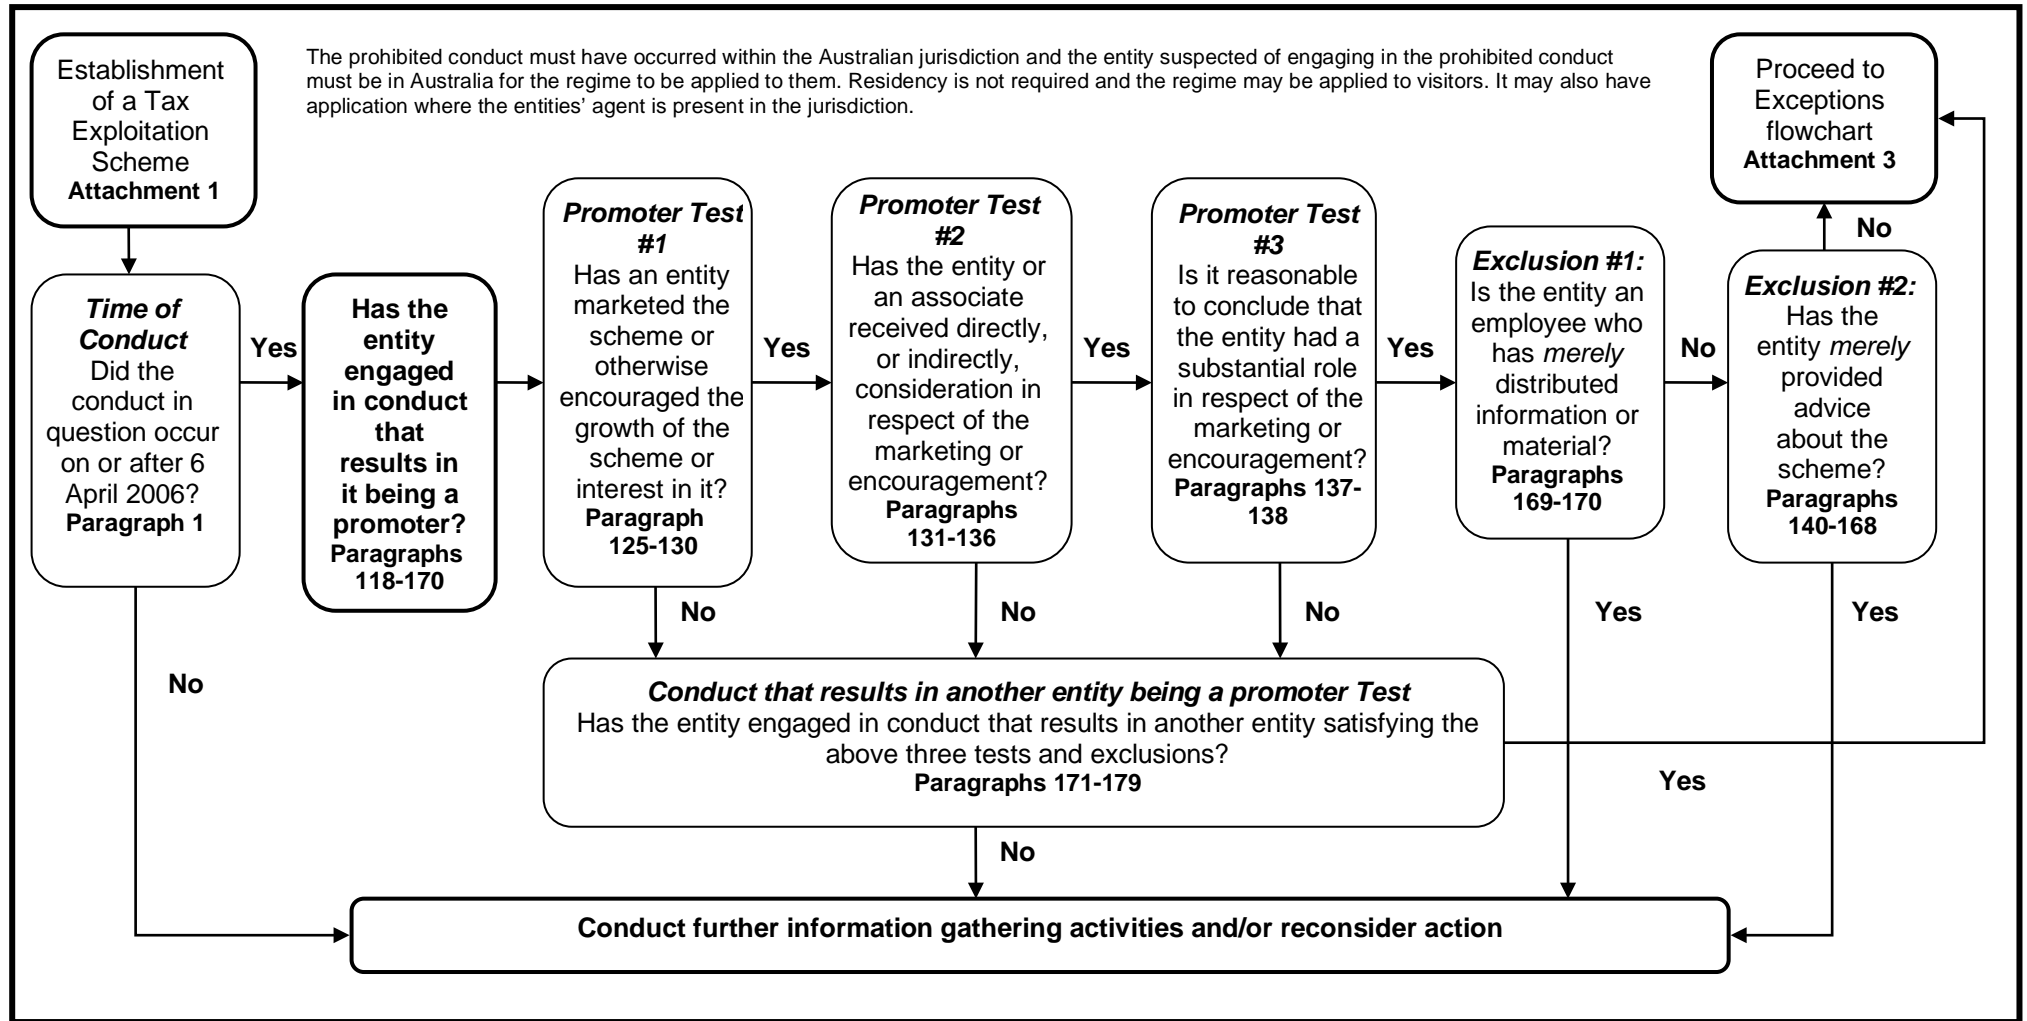 Establishment
of a Tax
Exploitation
Scheme
Attachment 1
The prohibited conduct must have occurred within the Australian jurisdiction and the entity suspected of engaging in the prohibited conduct
must be in Australia for the regime to be applied to them. Residency is not required and the regime may be applied to visitors. It may also have
application where the entities’ agent is present in the jurisdiction.
Proceed to
Exceptions
flowchart
Attachment 3
Time of
Conduct
Did the
conduct in
question occur
on or after 6
April 2006?
Paragraph 1
Yes
Has the
entity
engaged
in conduct
that
results in
it being a
promoter?
Paragraphs
118-170
Promoter Test
#1
Has an entity
marketed the
scheme or
otherwise
encouraged the
growth of the
scheme or
interest in it?
Paragraph
125-130
Yes
Promoter Test
#2
Has the entity or
an associate
received directly,
or indirectly,
consideration in
respect of the
marketing or
encouragement?
Paragraphs
131-136
Yes
Promoter Test
#3
Is it reasonable
to conclude that
the entity had a
substantial role
in respect of the
marketing or
encouragement?
Paragraphs 137-
138
Yes
Exclusion #1:
Is the entity an
employee who
has merely
distributed
information or
material?
Paragraphs
169-170
No
Exclusion #2:
Has the
entity merely
provided
advice
about the
scheme?
Paragraphs
140-168
No
No
No
No
No
Yes
Yes
Conduct that results in another entity being a promoter Test
Has the entity engaged in conduct that results in another entity satisfying the
above three tests and exclusions?
Paragraphs 171-179
Yes
No
Conduct further information gathering activities and/or reconsider action